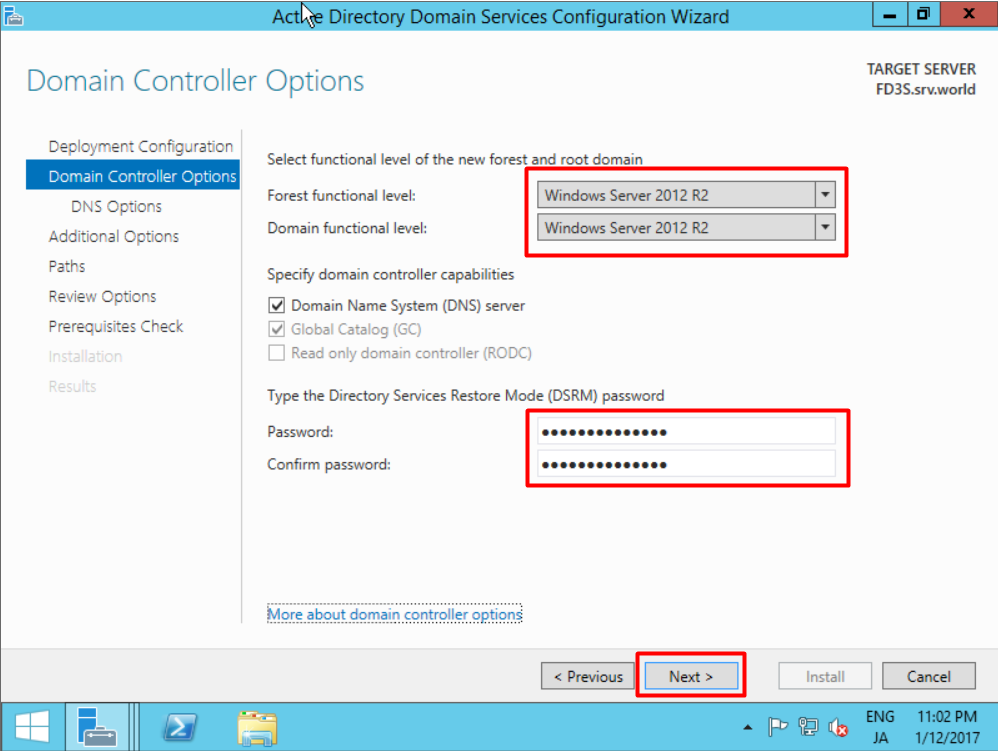 Active Directory Domain Services Configuration Wizard
Domain Controller Options
TARGET SERVER
FD3S.srv.world
Deployment Configuration
Domain Controller Options
DNS Options
Additional Options
Paths
Review Options
Prerequisites Check
Installation
Results
Select functional level of the new forest and root domain
Forest functional level: Windows Server 2012 R2
Domain functional level: Windows Server 2012 R2
Specify domain controller capabilities
Domain Name System (DNS) server
Global Catalog (GC)
Read only domain controller (RODC)
Type the Directory Services Restore Mode (DSRM) password
Password: ••••••••••••••
Confirm password: ••••••••••••••
More about domain controller options
< Previous Next > Install Cancel
ENG 11:02 PM
JA 1/12/2017